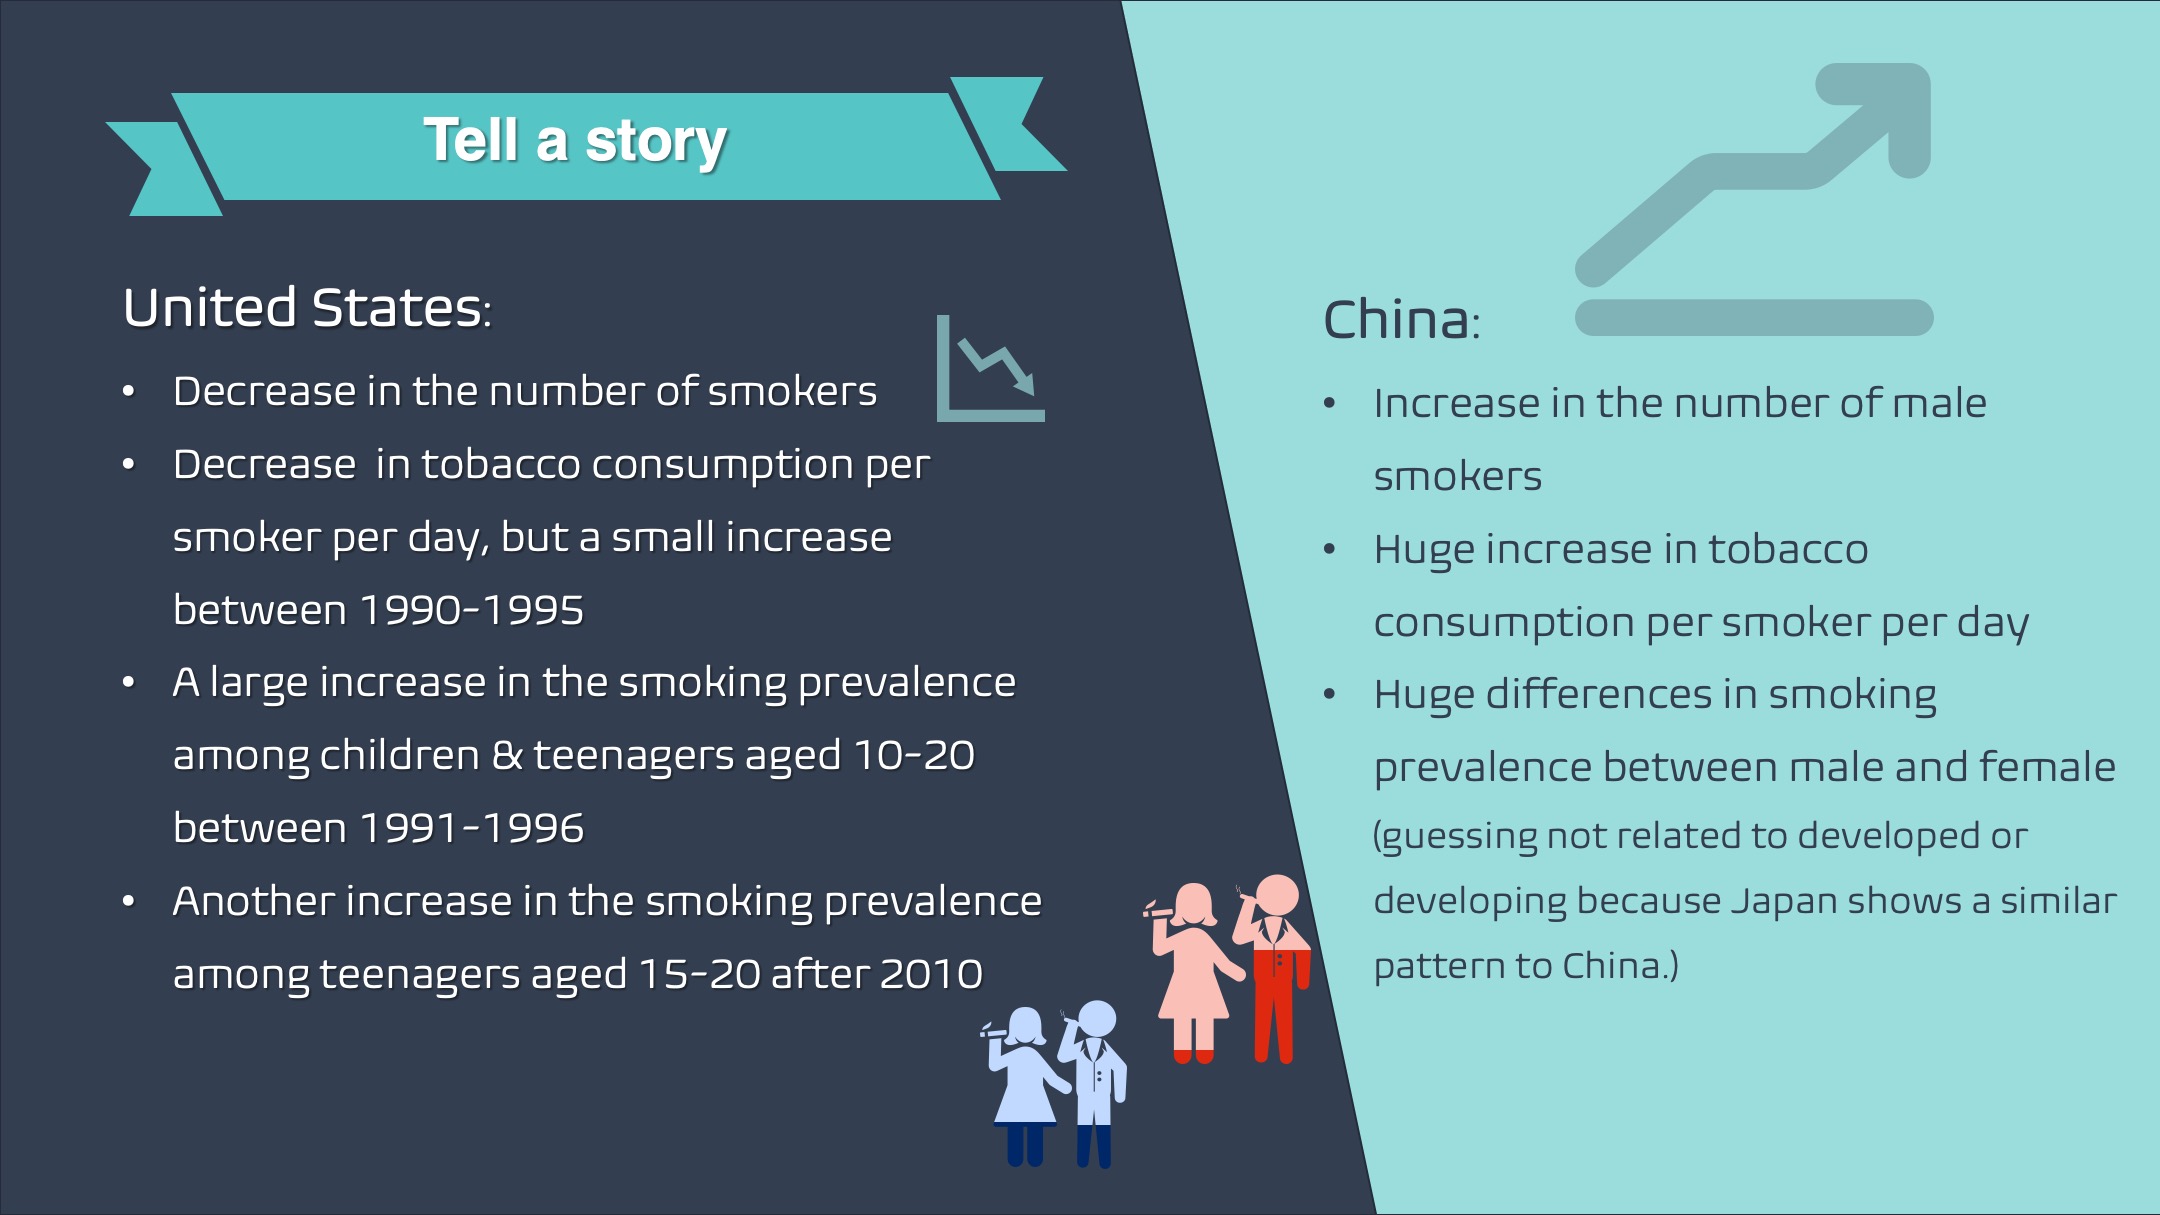 Tell a story
United States:
• Decrease in the number of smokers
• Decrease  in tobacco consumption per
smoker per day, but a small increase
between 1990-1995
• A large increase in the smoking prevalence
among children & teenagers aged 10-20
between 1991-1996
• Another increase in the smoking prevalence
among teenagers aged 15-20 after 2010
China:
• Increase in the number of male
smokers
• Huge increase in tobacco
consumption per smoker per day
• Huge differences in smoking
prevalence between male and female
(guessing not related to developed or
developing because Japan shows a similar
pattern to China.)